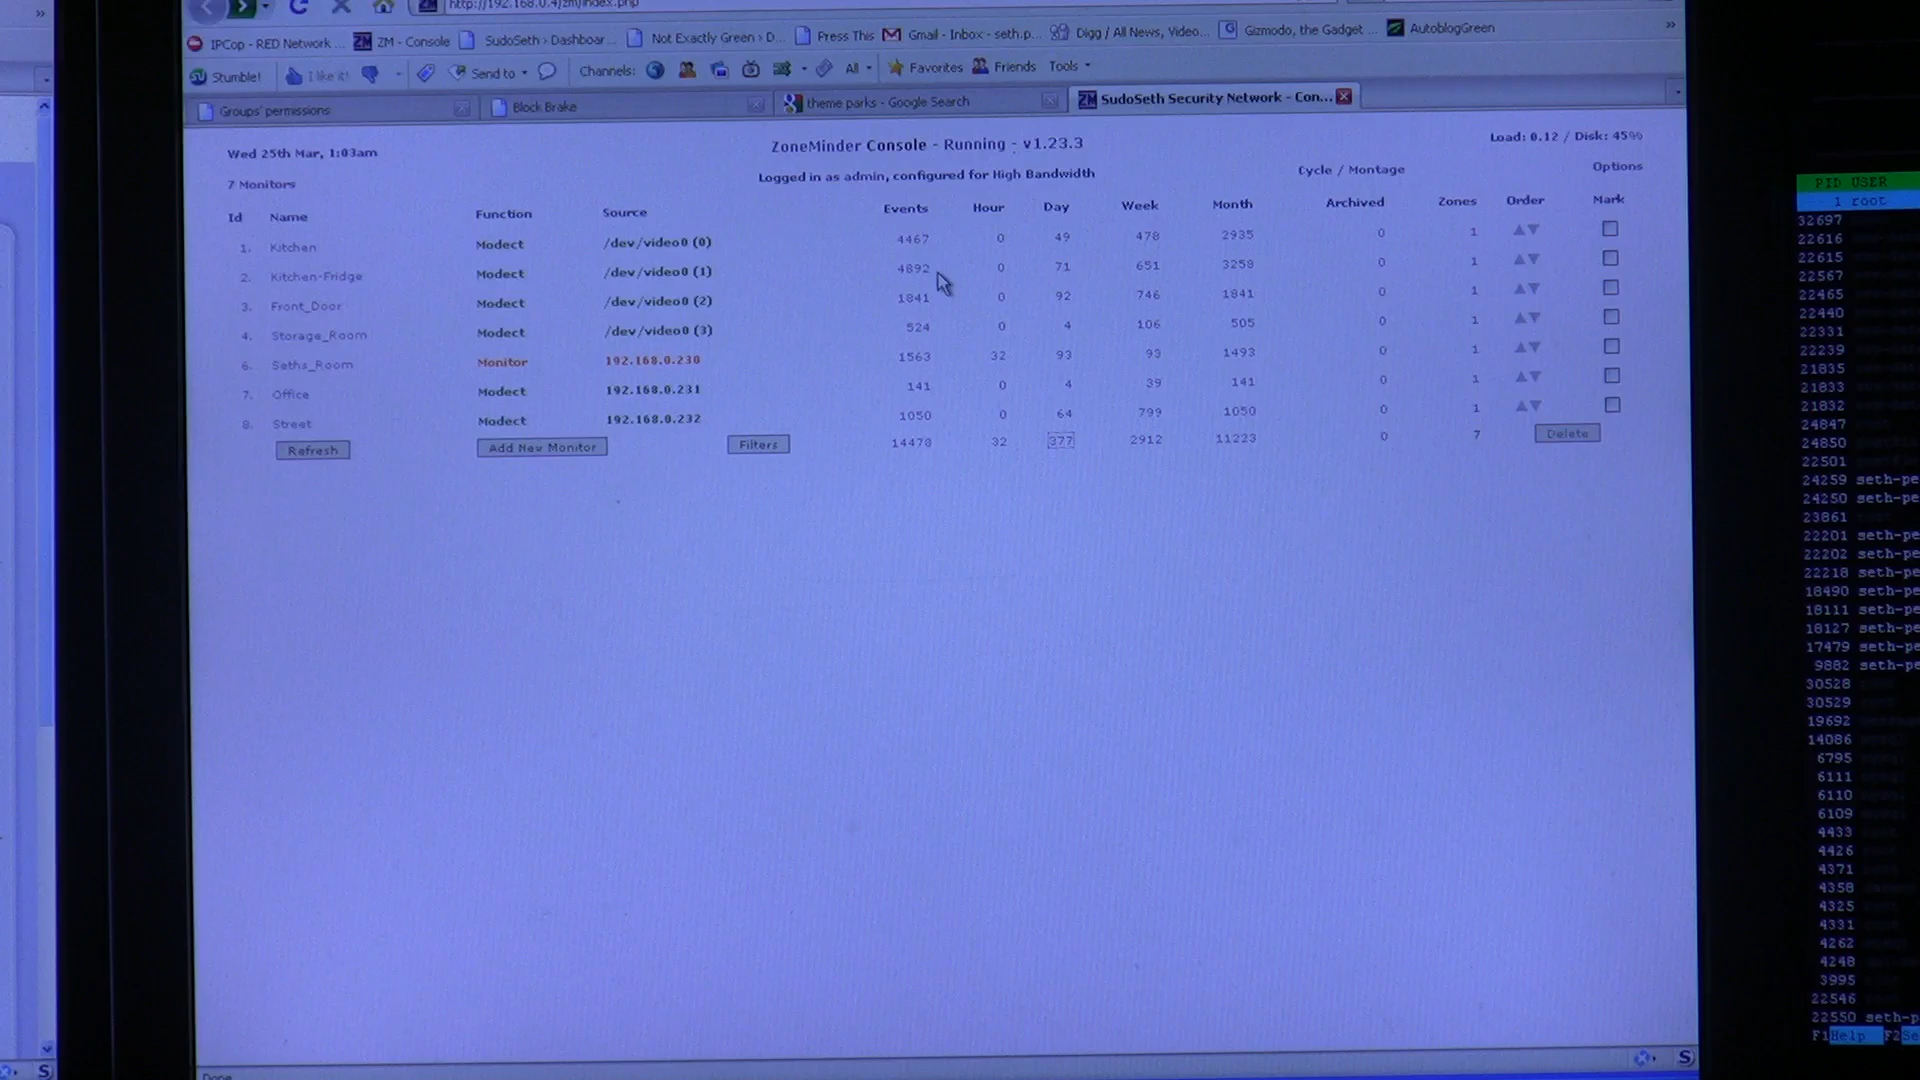 http://192.168.0.4/zm/index.php
IPCop - RED Network ... ZM - Console SudoSeth › Dashboar... Not Exactly Green › D... Press This Gmail - Inbox - seth.p... Digg / All News, Video... Gizmodo, the Gadget ... AutoblogGreen »
Stumble! I like it! Send to Channels: All Favorites Friends Tools
Groups' permissions Block Brake theme parks - Google Search ZM SudoSeth Security Network - Con...
Wed 25th Mar, 1:03am ZoneMinder Console - Running - v1.23.3 Load: 0.12 / Disk: 45%
7 Monitors Logged in as admin, configured for High Bandwidth Cycle / Montage Options
Id Name Function Source Events Hour Day Week Month Archived Zones Order Mark
1. Kitchen Modect /dev/video0 (0) 4467 0 49 478 2935 0 1
2. Kitchen-Fridge Modect /dev/video0 (1) 4892 0 71 651 3258 0 1
3. Front_Door Modect /dev/video0 (2) 1841 0 92 746 1841 0 1
4. Storage_Room Modect /dev/video0 (3) 524 0 4 106 505 0 1
6. Seths_Room Monitor 192.168.0.230 1563 32 93 93 1493 0 1
7. Office Modect 192.168.0.231 141 0 4 39 141 0 1
8. Street Modect 192.168.0.232 1050 0 64 799 1050 0 1
Refresh Add New Monitor Filters 14478 32 377 2912 11223 0 7 Delete
Done
PID USER
1 root
32697
22616
22615
22567
22465
22440
22331
22239
21835
21833
21832
24847
24850
22501
24259 seth-pe
24250 seth-pe
23861
22201 seth-pe
22202 seth-pe
22218 seth-pe
18490 seth-pe
18111 seth-pe
18127 seth-pe
17479 seth-pe
9882 seth-pe
30528
30529
19692
14086
6795
6111
6110
6109
4433
4426
4371
4358
4325
4331
4262
4248
3995
22546
22550 seth-p
F1Help F2Se